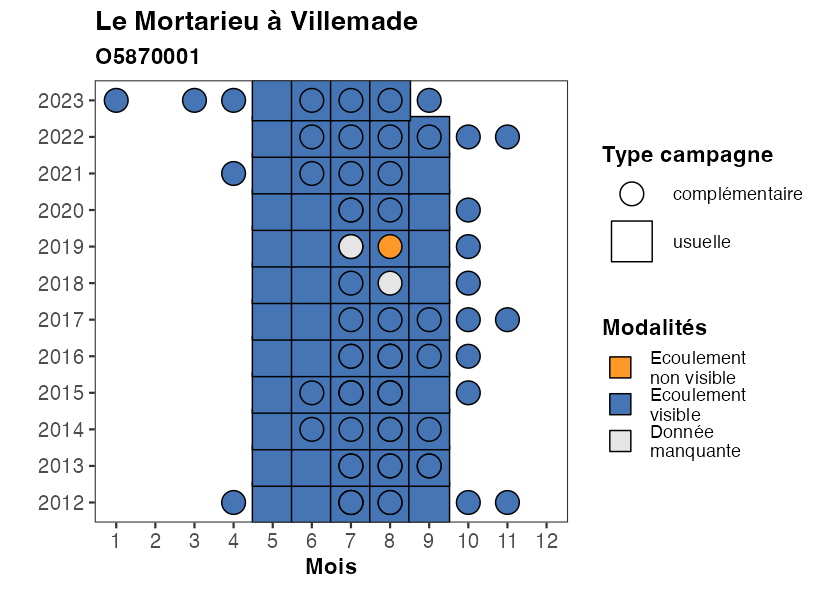 Le Mortarieu à Villemade
O5870001
2023
2022
2021
2020
2019
2018
2017
2016
2015
2014
2013
2012
1 2 3 4 5 6 7 8 9 10 11 12
Mois
Type campagne
complémentaire
usuelle
Modalités
Ecoulement
non visible
Ecoulement
visible
Donnée
manquante